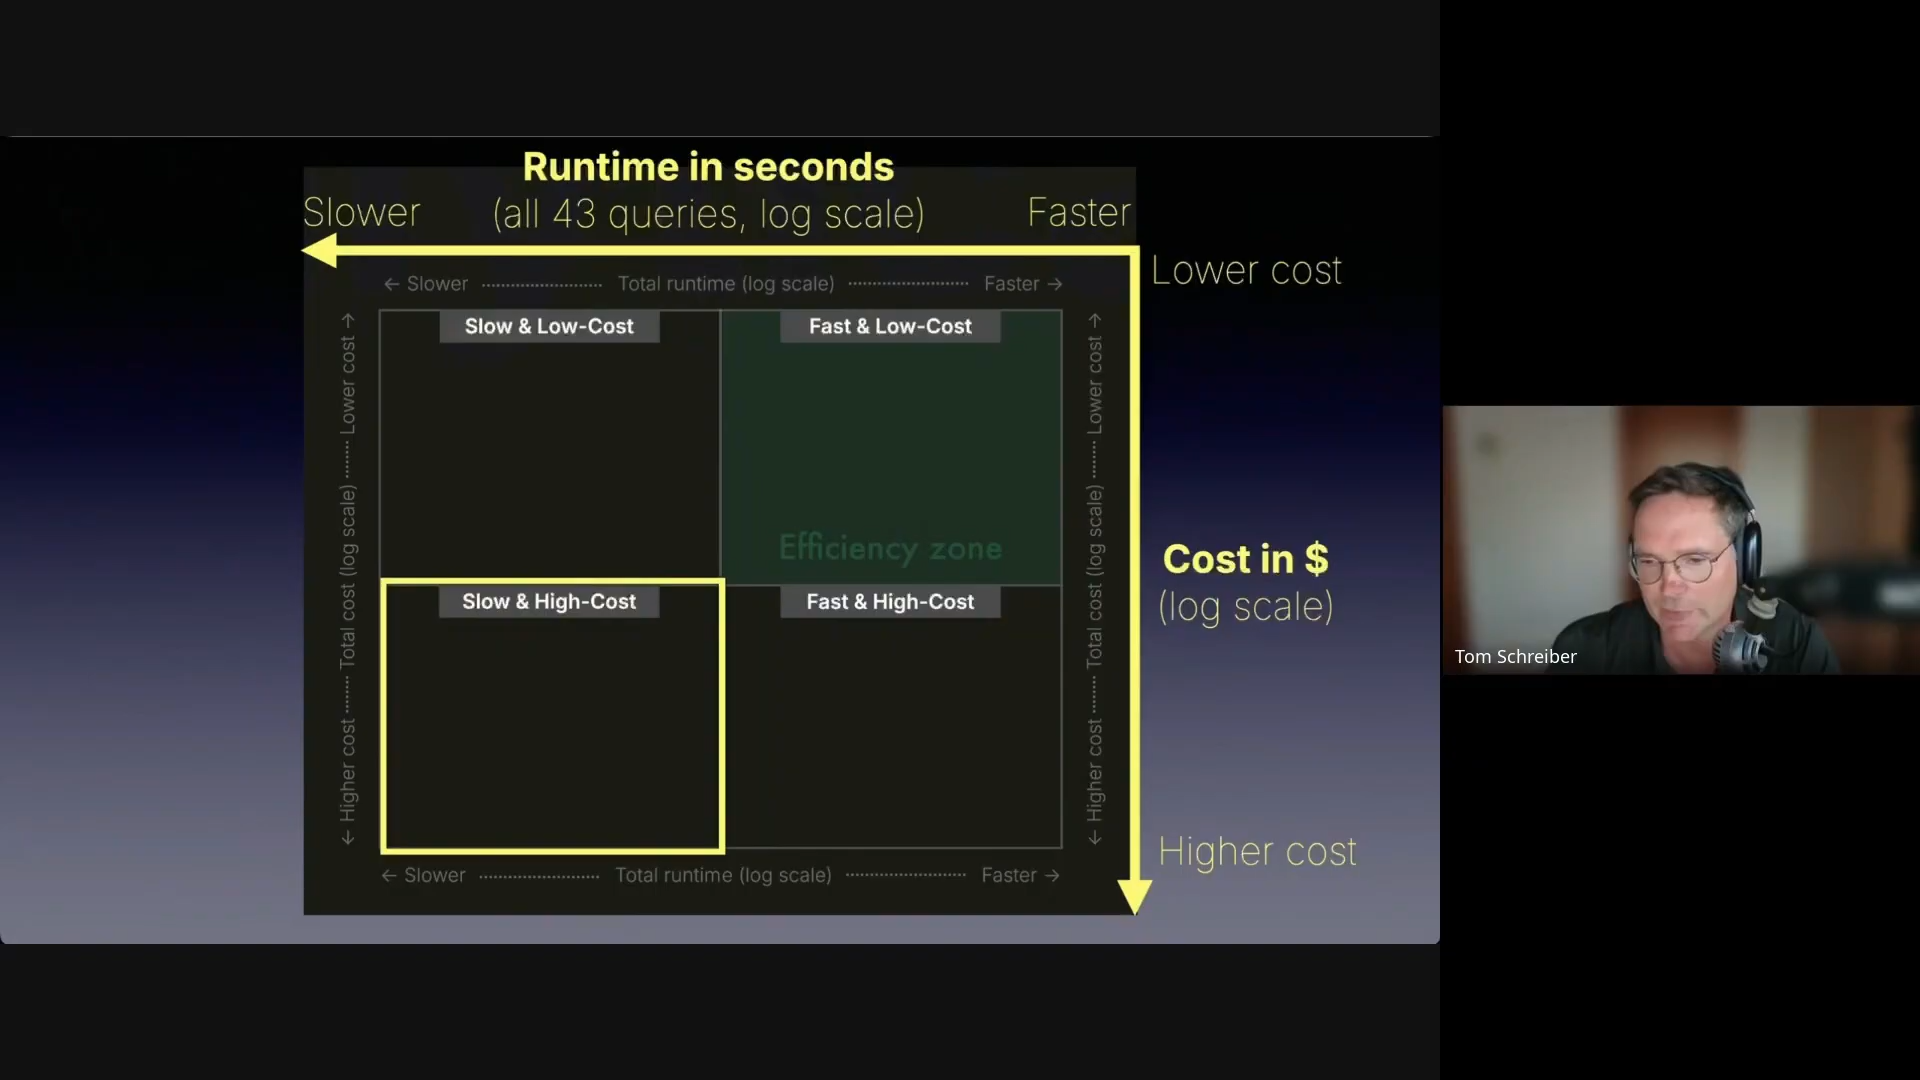 Runtime in seconds
Slower
(all 43 queries, log scale)
Faster
Lower cost
← Slower
Total runtime (log scale)
Faster →
Slow & Low-Cost
Fast & Low-Cost
← Higher cost
Total cost (log scale)
Lower cost →
← Higher cost
Total cost (log scale)
Lower cost →
Efficiency zone
Cost in $
(log scale)
Slow & High-Cost
Fast & High-Cost
Tom Schreiber
Higher cost
← Slower
Total runtime (log scale)
Faster →